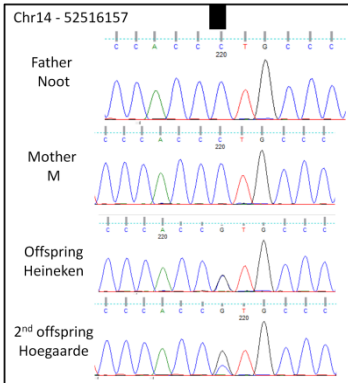 Chr14 - 52516157
C C A C C C T G C C C
220
Father
Noot
C C C A C C C T G C C C
220
Mother
M
220
C C C A C C G T G C C C
Offspring
Heineken
C C C A C C G T G C C C
220
2nd offspring
Hoegaarde